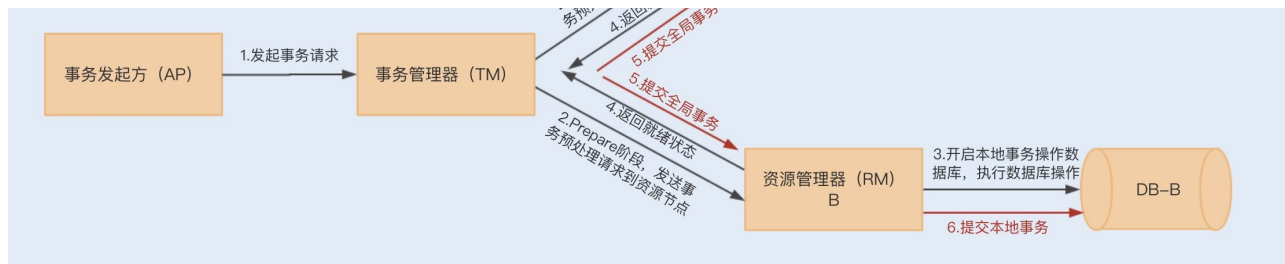 务预
4.返回
5.提交全局事务
1.发起事务请求
事务发起方（AP）
事务管理器（TM）
5.提交全局事务
4.返回就绪状态
2.Prepare阶段，发送事
务预处理请求到资源节点
资源管理器（RM）
B
3.开启本地事务操作数
据库，执行数据库操作
DB-B
6.提交本地事务